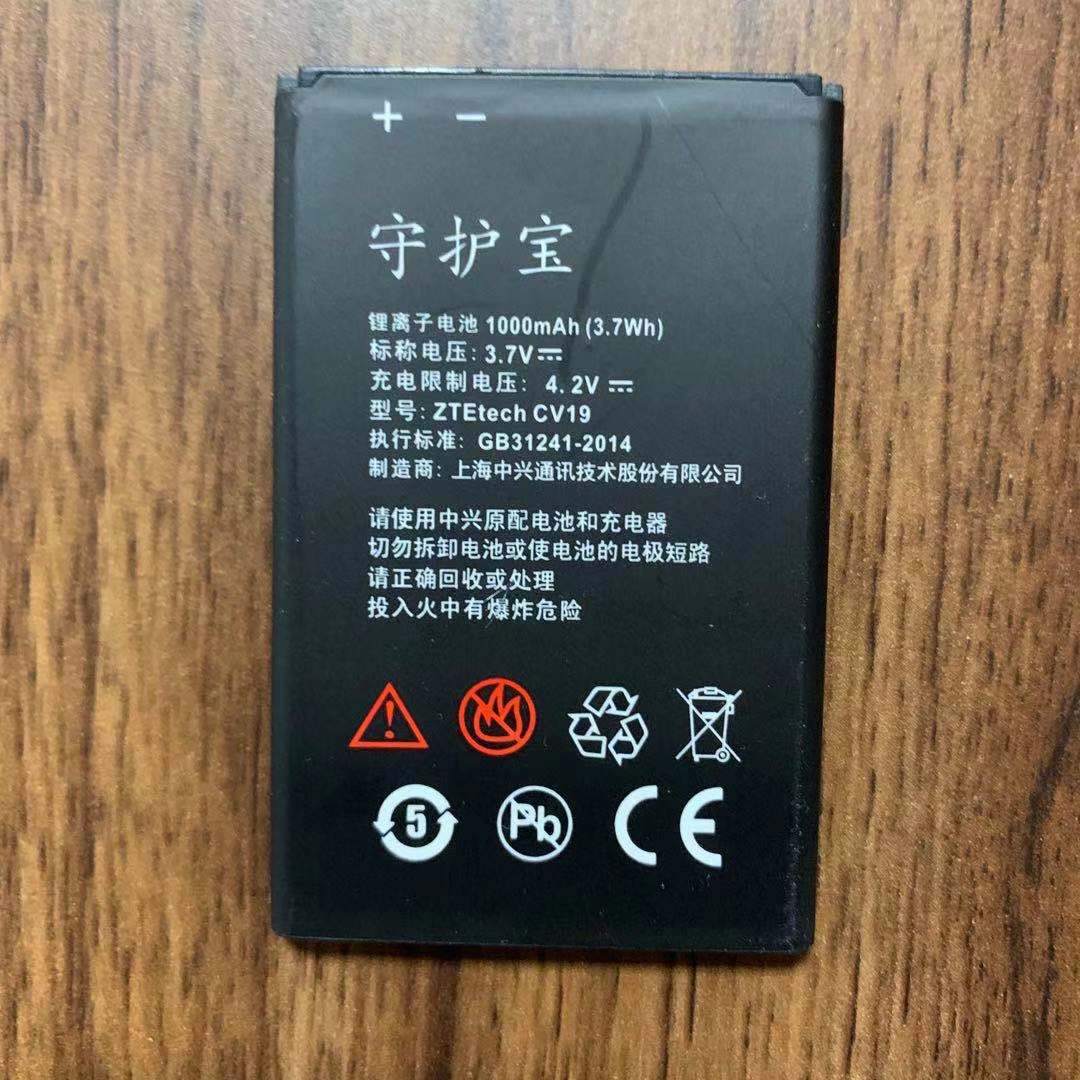 + −
守护宝
锂离子电池 1000mAh (3.7Wh)
标称电压: 3.7V⎓
充电限制电压: 4.2V⎓
型号: ZTEtech CV19
执行标准: GB31241-2014
制造商: 上海中兴通讯技术股份有限公司
请使用中兴原配电池和充电器
切勿拆卸电池或使电池的电极短路
请正确回收或处理
投入火中有爆炸危险
5 Pb CE